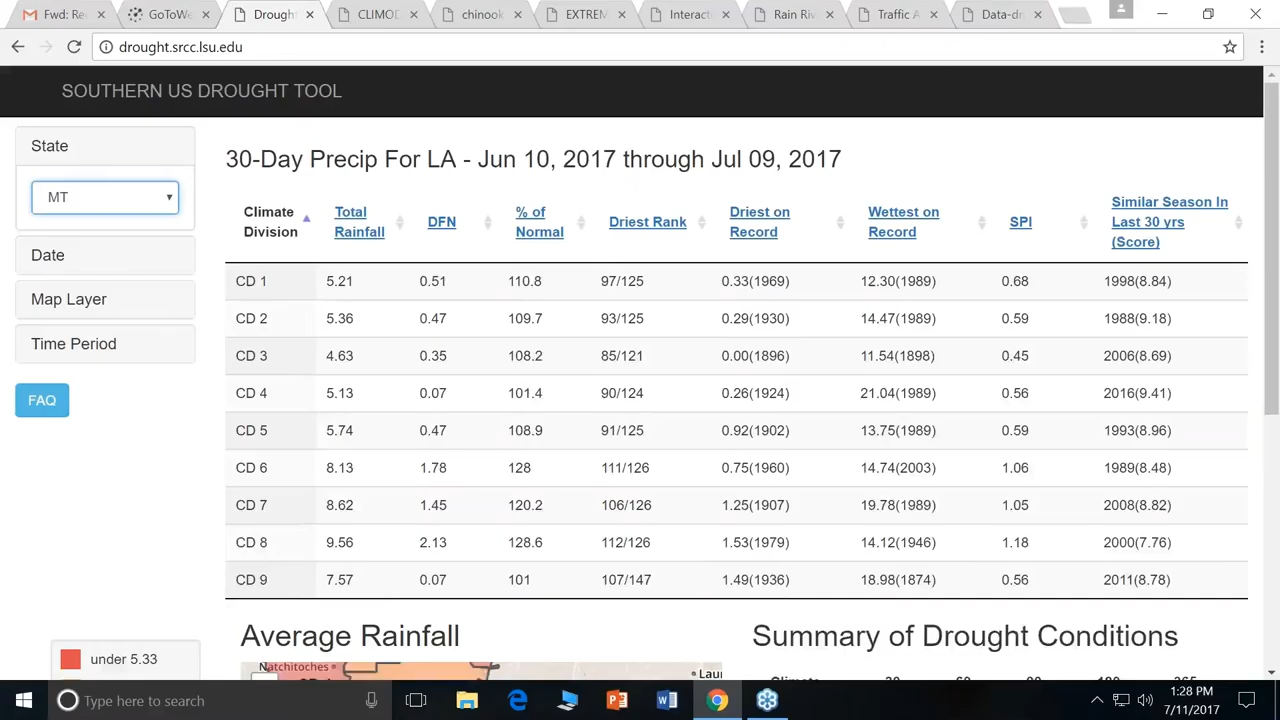 Fwd: Re
GoToWe
Drought
CLIMOD
chinook
EXTREM
Interacti
Rain Riv
Traffic A
Data-dr
drought.srcc.lsu.edu
SOUTHERN US DROUGHT TOOL
State
MT
Date
Map Layer
Time Period
FAQ
30-Day Precip For LA - Jun 10, 2017 through Jul 09, 2017
Climate Division Total Rainfall DFN % of Normal Driest Rank Driest on Record Wettest on Record SPI Similar Season In Last 30 yrs (Score)
CD 1 5.21 0.51 110.8 97/125 0.33(1969) 12.30(1989) 0.68 1998(8.84)
CD 2 5.36 0.47 109.7 93/125 0.29(1930) 14.47(1989) 0.59 1988(9.18)
CD 3 4.63 0.35 108.2 85/121 0.00(1896) 11.54(1898) 0.45 2006(8.69)
CD 4 5.13 0.07 101.4 90/124 0.26(1924) 21.04(1989) 0.56 2016(9.41)
CD 5 5.74 0.47 108.9 91/125 0.92(1902) 13.75(1989) 0.59 1993(8.96)
CD 6 8.13 1.78 128 111/126 0.75(1960) 14.74(2003) 1.06 1989(8.48)
CD 7 8.62 1.45 120.2 106/126 1.25(1907) 19.78(1989) 1.05 2008(8.82)
CD 8 9.56 2.13 128.6 112/126 1.53(1979) 14.12(1946) 1.18 2000(7.76)
CD 9 7.57 0.07 101 107/147 1.49(1936) 18.98(1874) 0.56 2011(8.78)
Average Rainfall
Summary of Drought Conditions
under 5.33
Natchitoches
Laur
Type here to search
1:28 PM
7/11/2017